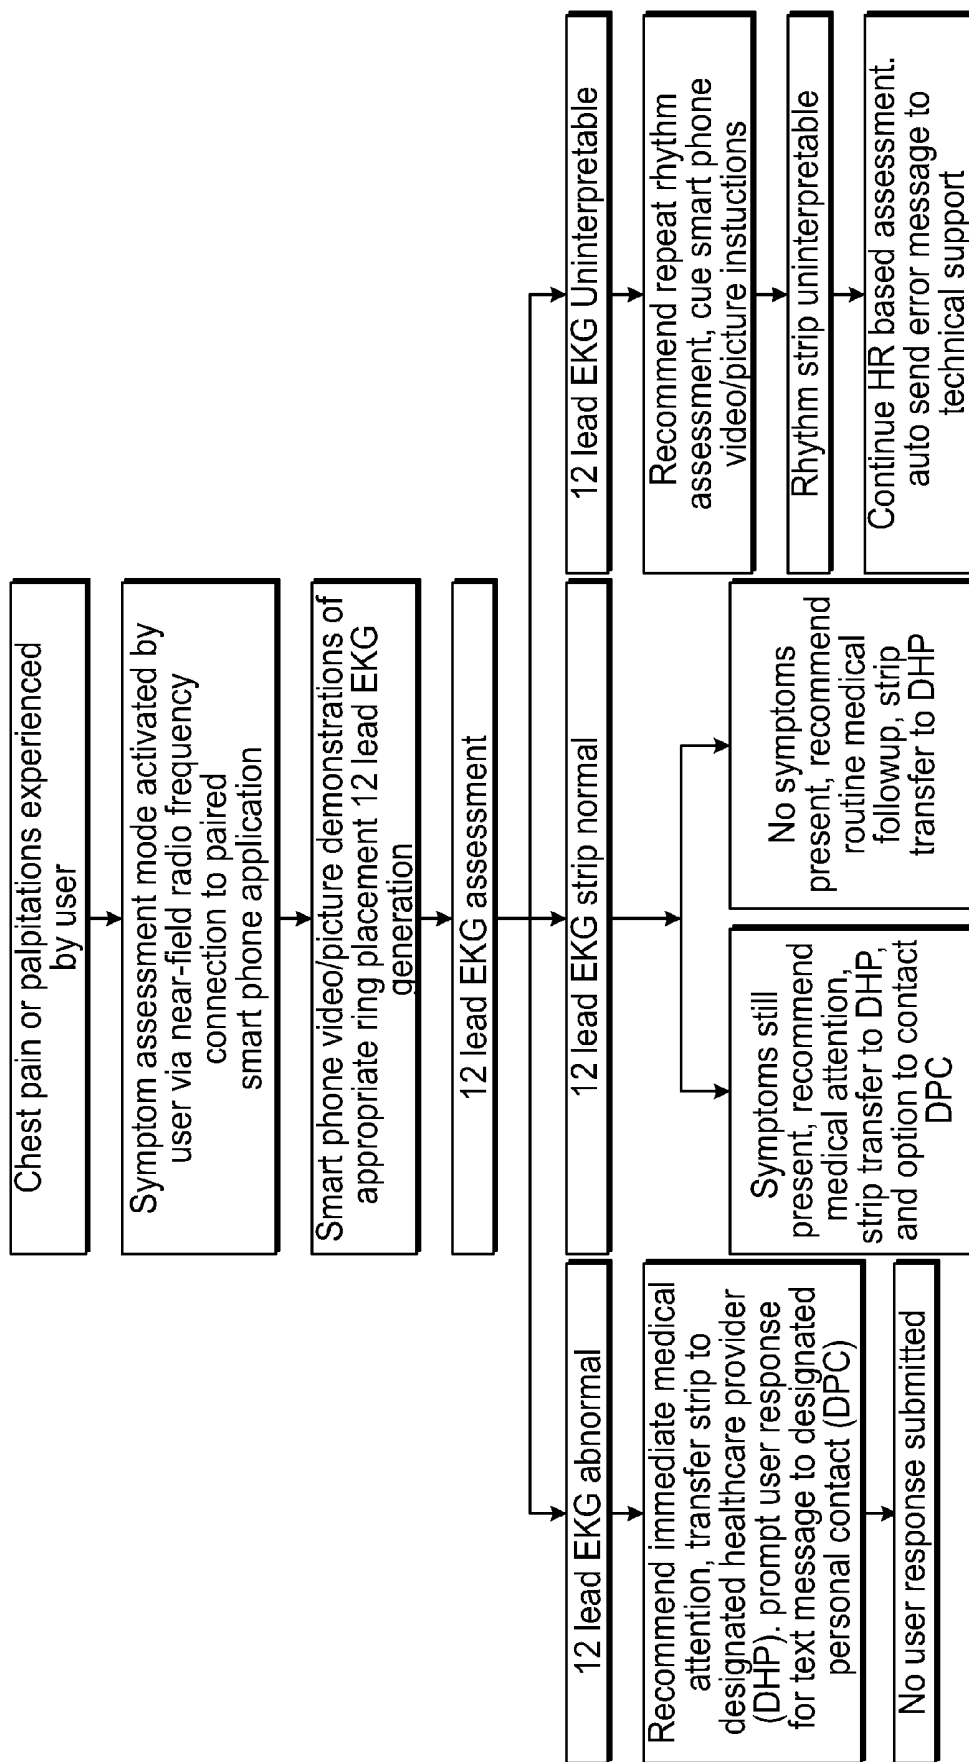 Chest pain or palpitations experienced
by user
Symptom assessment mode activated by
user via near-field radio frequency
connection to paired
smart phone application
Smart phone video/picture demonstrations of
appropriate ring placement 12 lead EKG
generation
12 lead EKG assessment
12 lead EKG abnormal
Recommend immediate medical
attention, transfer strip to
designated healthcare provider
(DHP). prompt user response
for text message to designated
personal contact (DPC)
No user response submitted
12 lead EKG strip normal
Symptoms still
present, recommend
medical attention,
strip transfer to DHP,
and option to contact
DPC
No symptoms
present, recommend
routine medical
followup, strip
transfer to DHP
12 lead EKG Uninterpretable
Recommend repeat rhythm
assessment, cue smart phone
video/picture instuctions
Rhythm strip uninterpretable
Continue HR based assessment.
auto send error message to
technical support